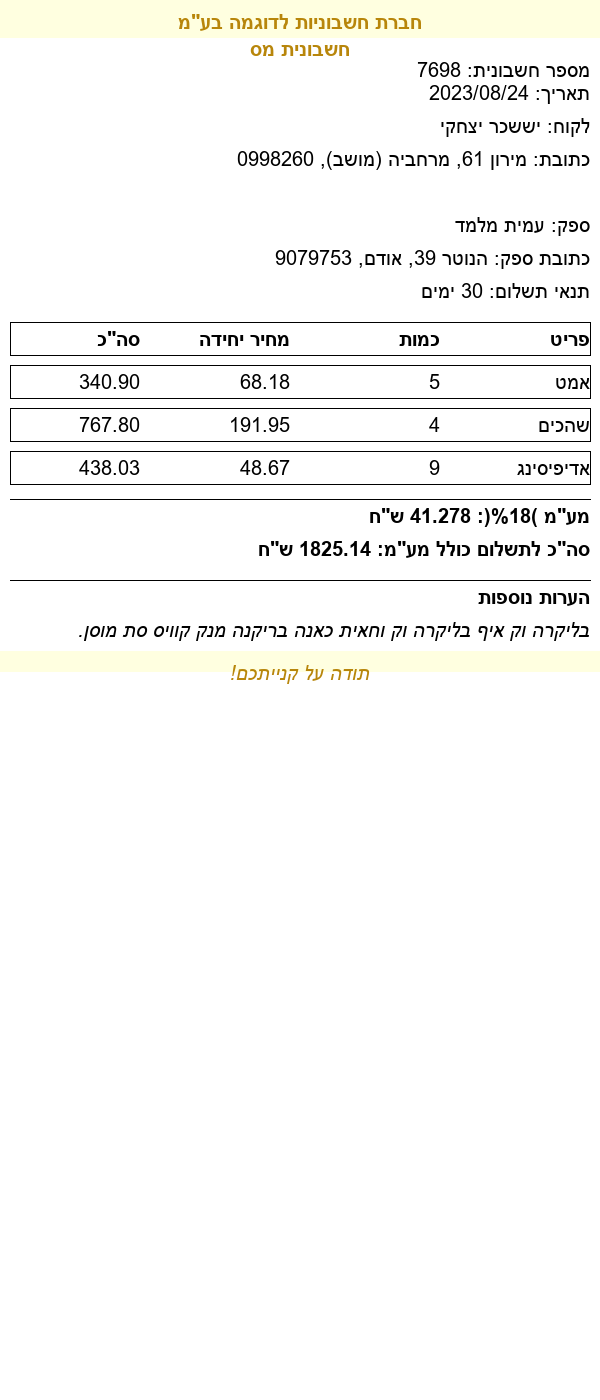 חברת חשבוניות לדוגמה בע"מ
חשבונית מס
מספר חשבונית: 7698
תאריך: 2023/08/24
לקוח: יששכר יצחקי
כתובת: מירון 61, מרחביה (מושב), 0998260
ספק: עמית מלמד
כתובת ספק: הנוטר 39, אודם, 9079753
תנאי תשלום: 30 ימים
פריט כמות מחיר יחידה סה"כ
אמט 5 68.18 340.90
שהכים 4 191.95 767.80
אדיפיסינג 9 48.67 438.03
מע"מ )18%(: 41.278 ש"ח
סה"כ לתשלום כולל מע"מ: 1825.14 ש"ח
הערות נוספות
בליקרה וק איף בליקרה וק וחאית כאנה בריקנה מנק קוויס סת מוסן.
תודה על קנייתכם!